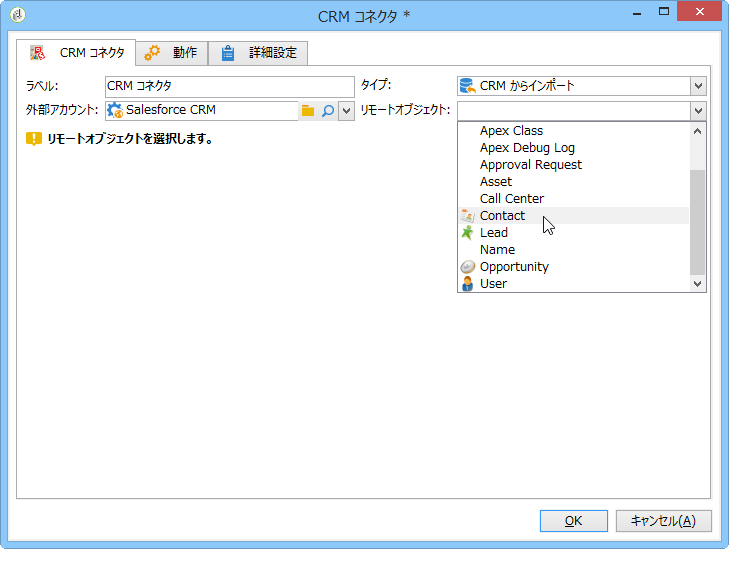 CRM コネクタ *
CRM コネクタ 動作 詳細設定
ラベル: CRM コネクタ タイプ: CRM からインポート
外部アカウント: Salesforce CRM リモートオブジェクト:
リモートオブジェクトを選択します。
Apex Class
Apex Debug Log
Approval Request
Asset
Call Center
Contact
Lead
Name
Opportunity
User
OK キャンセル(A)